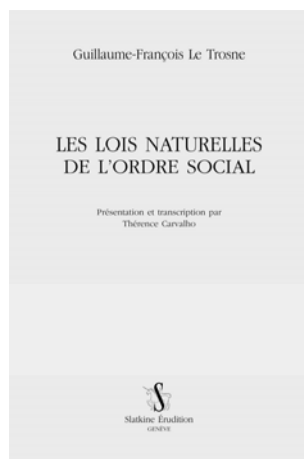 Guillaume-François Le Trosne
LES LOIS NATURELLES
DE L'ORDRE SOCIAL
Présentation et transcription par
Thérence Carvalho
S
Slatkine Érudition
GENÈVE